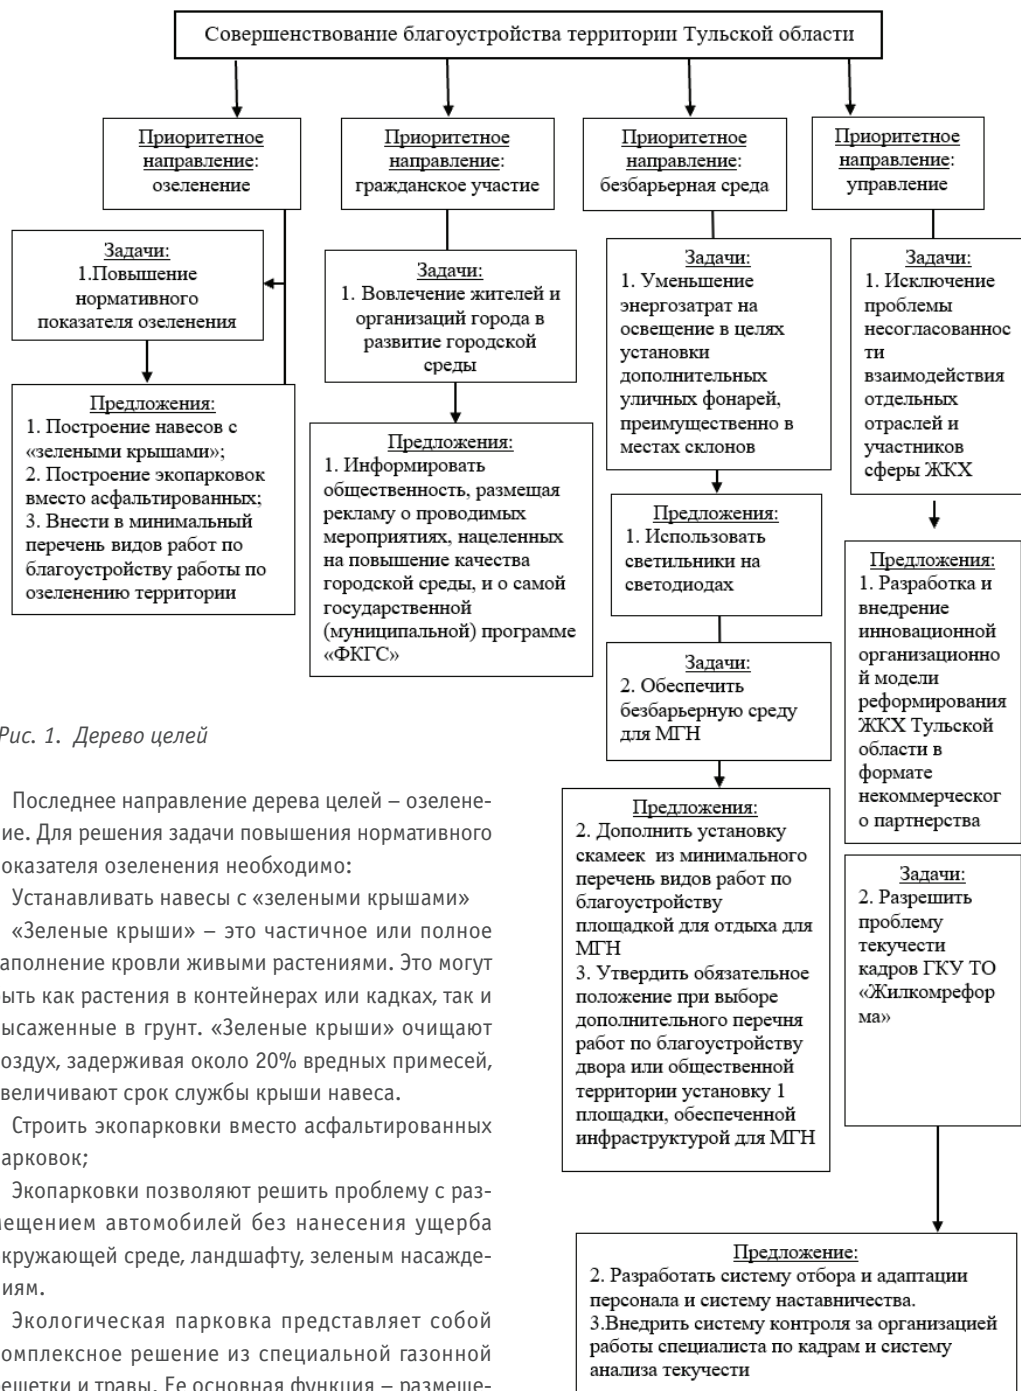 Совершенствование благоустройства территории Тульской области
Приоритетное
направление:
озеленение
Приоритетное
направление:
гражданское участие
Приоритетное
направление:
безбарьерная среда
Приоритетное
направление:
управление
Задачи:
1.Повышение
нормативного
показателя озеленения
Предложения:
1. Построение навесов с
«зелеными крышами»;
2. Построение экопарковок
вместо асфальтированных;
3. Внести в минимальный
перечень видов работ по
благоустройству работы по
озеленению территории
Задачи:
1. Вовлечение жителей и
организаций города в
развитие городской
среды
Предложения:
1. Информировать
общественность, размещая
рекламу о проводимых
мероприятиях, нацеленных
на повышение качества
городской среды, и о самой
государственной
(муниципальной) программе
«ФКГС»
Задачи:
1. Уменьшение
энергозатрат на
освещение в целях
установки
дополнительных
уличных фонарей,
преимущественно в
местах склонов
Предложения:
1. Использовать
светильники на
светодиодах
Задачи:
2. Обеспечить
безбарьерную среду
для МГН
Предложения:
2. Дополнить установку
скамеек из минимального
перечень видов работ по
благоустройству
площадкой для отдыха для
МГН
3. Утвердить обязательное
положение при выборе
дополнительного перечня
работ по благоустройству
двора или общественной
территории установку 1
площадки, обеспеченной
инфраструктурой для МГН
Задачи:
1. Исключение
проблемы
несогласованнос
ти
взаимодействия
отдельных
отраслей и
участников
сферы ЖКХ
Предложения:
1. Разработка и
внедрение
инновационной
организационно
й модели
реформирования
ЖКХ Тульской
области в
формате
некоммерческог
о партнерства
Задачи:
2. Разрешить
проблему
текучести
кадров ГКУ ТО
«Жилкомрефор
ма»
Предложение:
2. Разработать систему отбора и адаптации
персонала и систему наставничества.
3.Внедрить систему контроля за организацией
работы специалиста по кадрам и систему
анализа текучести
Рис. 1. Дерево целей
Последнее направление дерева целей – озелене-
ие. Для решения задачи повышения нормативного
оказателя озеленения необходимо:
Устанавливать навесы с «зелеными крышами»
«Зеленые крыши» – это частичное или полное
аполнение кровли живыми растениями. Это могут
ыть как растения в контейнерах или кадках, так и
ысаженные в грунт. «Зеленые крыши» очищают
оздух, задерживая около 20% вредных примесей,
величивают срок службы крыши навеса.
Строить экопарковки вместо асфальтированных
арковок;
Экопарковки позволяют решить проблему с раз-
мещением автомобилей без нанесения ущерба
кружающей среде, ландшафту, зеленым насажде-
иям.
Экологическая парковка представляет собой
омплексное решение из специальной газонной
ешетки и травы. Ее основная функция – размеще-